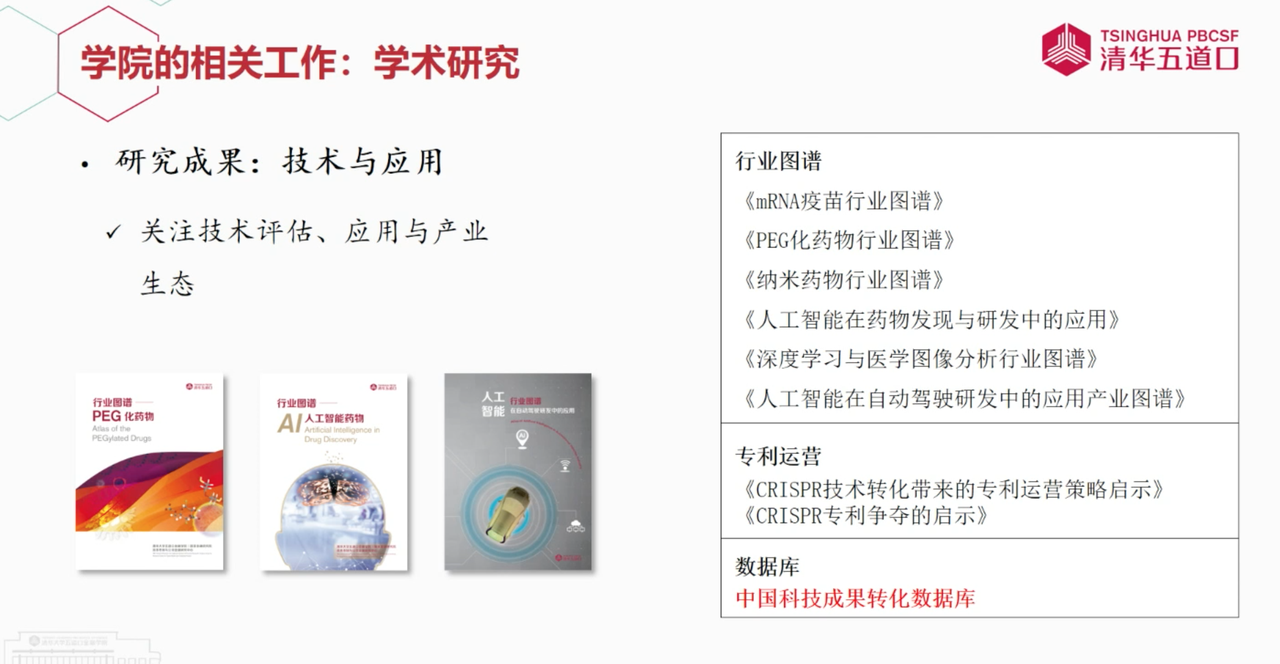 学院的相关工作：学术研究
TSINGHUA PBCSF
清华五道口
• 研究成果：技术与应用
✓ 关注技术评估、应用与产业
生态
行业图谱
PEG 化药物
Atlas of the
PEGylated Drugs
行业图谱
AI 人工智能药物
Artificial Intelligence in
Drug Discovery
人工
智能
行业图谱
在自动驾驶研发中的应用
AI
行业图谱
《mRNA疫苗行业图谱》
《PEG化药物行业图谱》
《纳米药物行业图谱》
《人工智能在药物发现与研发中的应用》
《深度学习与医学图像分析行业图谱》
《人工智能在自动驾驶研发中的应用产业图谱》
专利运营
《CRISPR技术转化带来的专利运营策略启示》
《CRISPR专利争夺的启示》
数据库
中国科技成果转化数据库